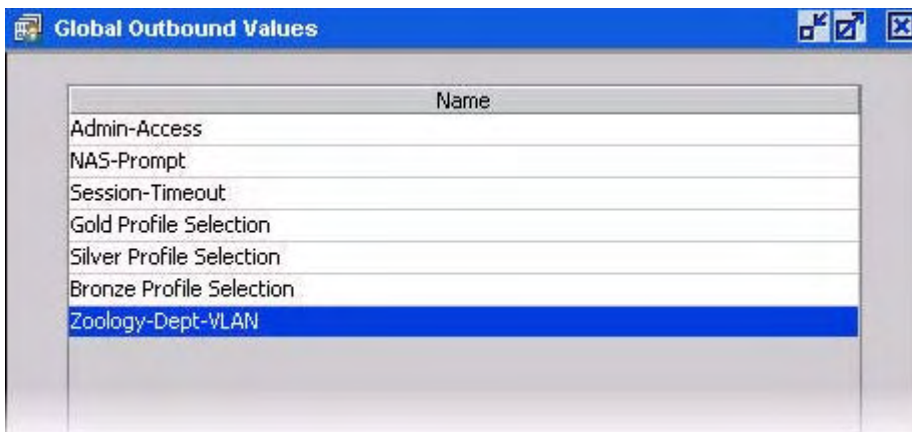 Global Outbound Values
Name
Admin-Access
NAS-Prompt
Session-Timeout
Gold Profile Selection
Silver Profile Selection
Bronze Profile Selection
Zoology-Dept-VLAN